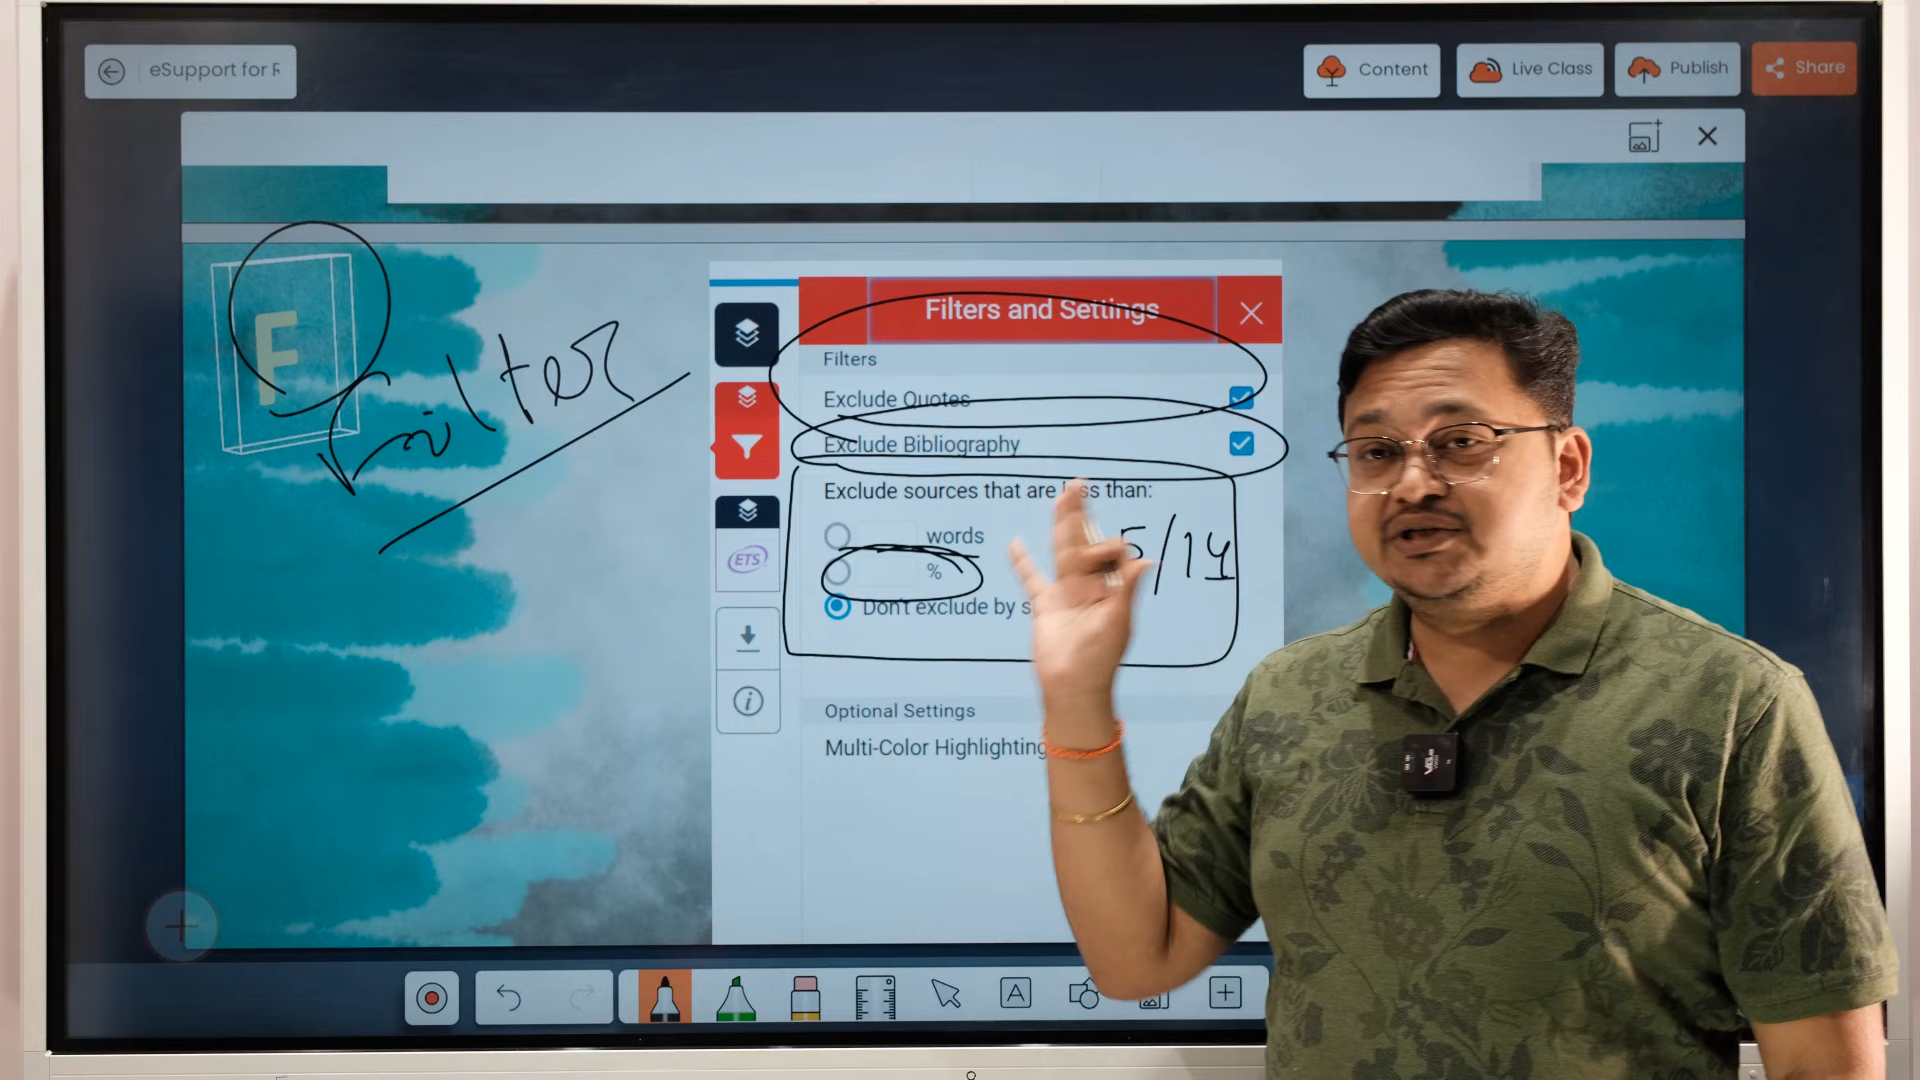 eSupport for R
Content
Live Class
Publish
Share
F
Filter
Filters and Settings
Filters
Exclude Quotes
Exclude Bibliography
Exclude sources that are less than:
words
5/14
%
Don't exclude by s
ETS
Optional Settings
Multi-Color Highlighting
A